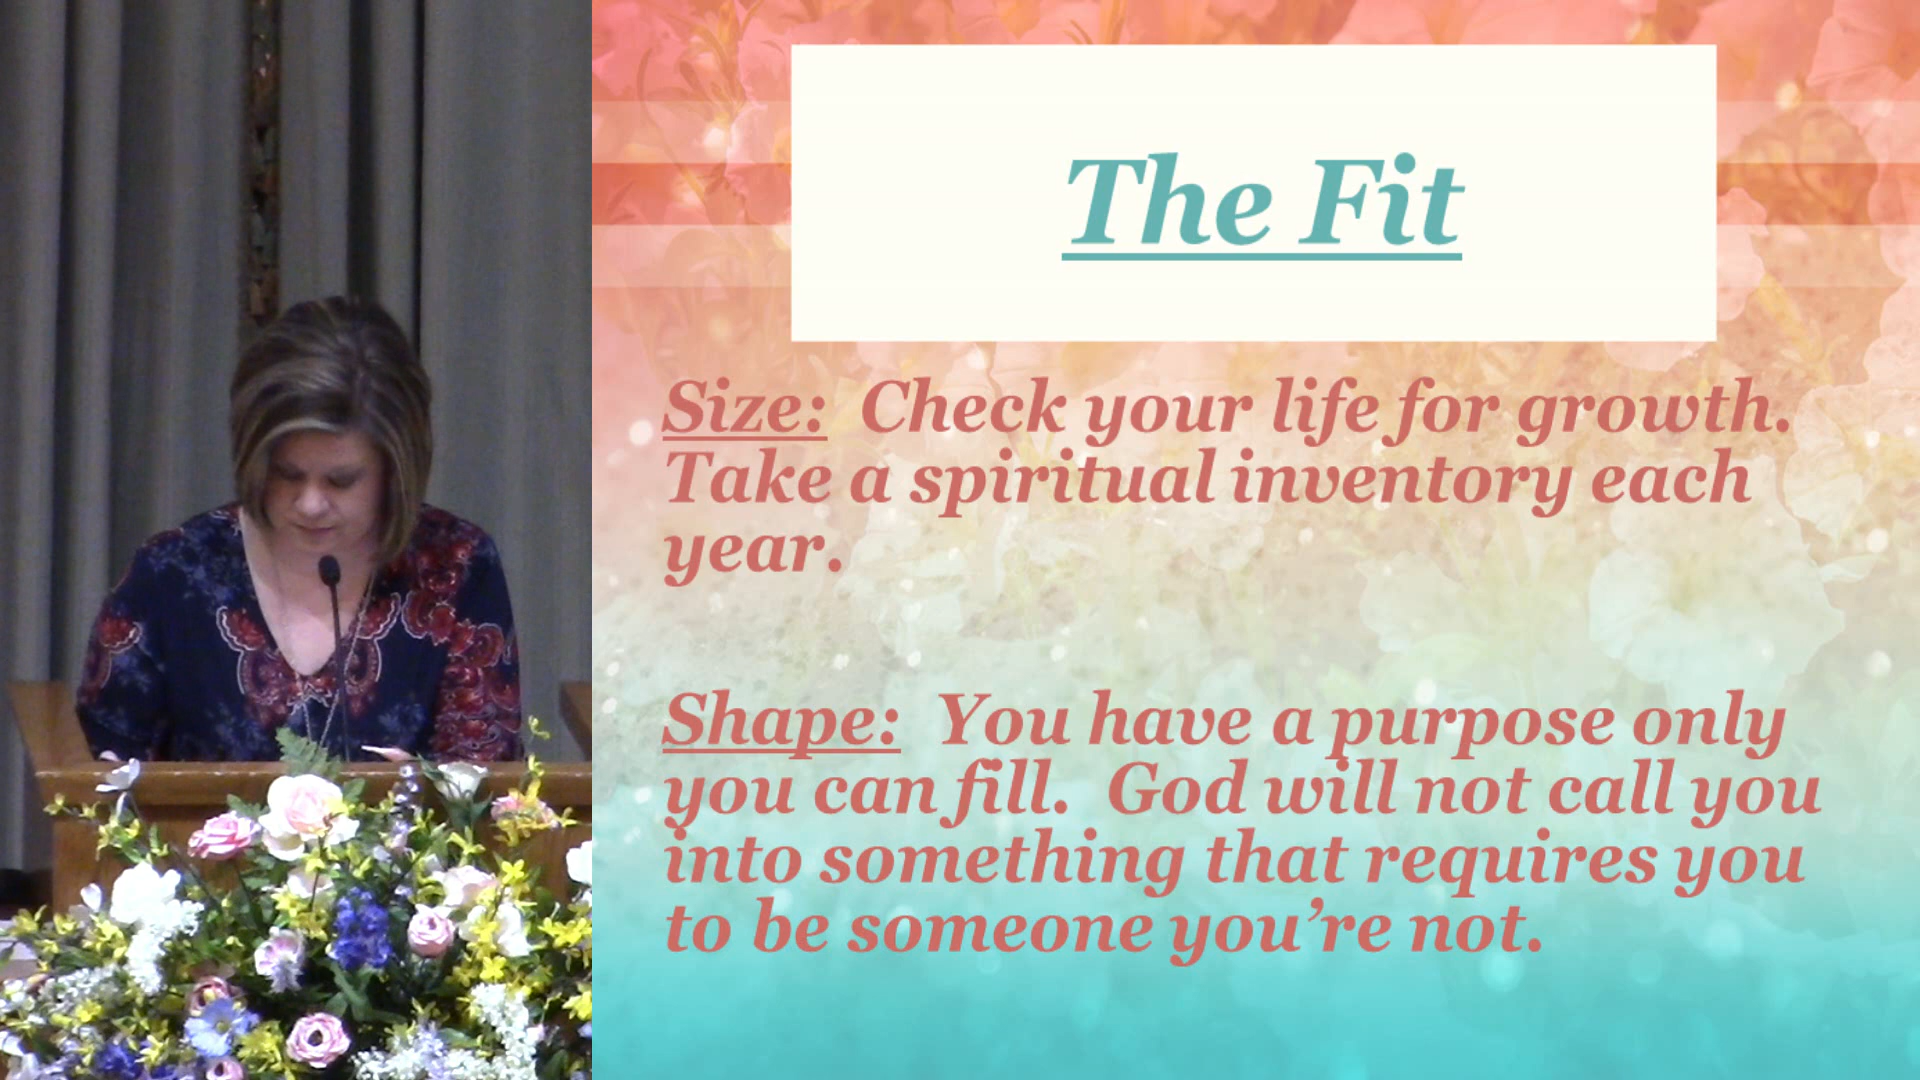 The Fit
Size: Check your life for growth.
Take a spiritual inventory each
year.
Shape: You have a purpose only
you can fill. God will not call you
into something that requires you
to be someone you’re not.